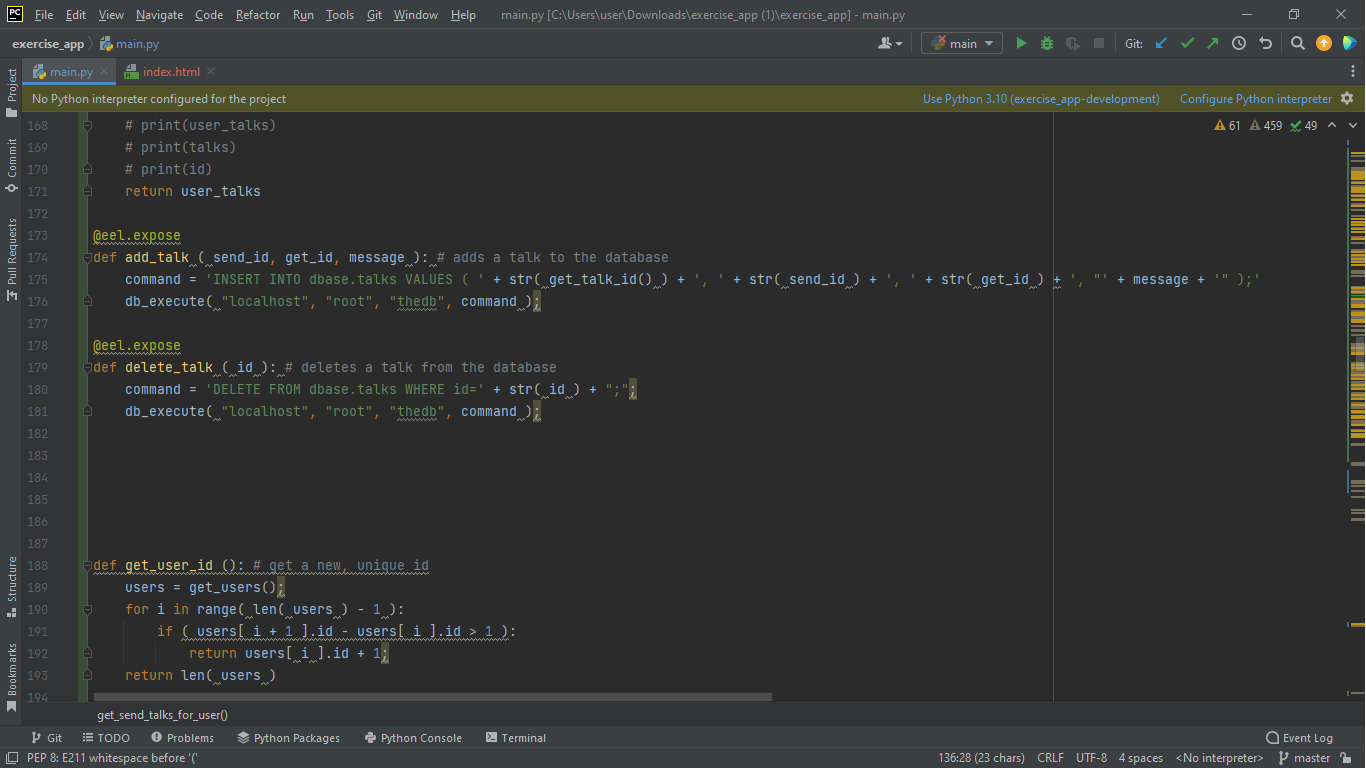 PC File Edit View Navigate Code Refactor Run Tools Git Window Help main.py [C:\Users\user\Downloads\exercise_app (1)\exercise_app] - main.py
exercise_app main.py main Git:
main.py index.html
No Python interpreter configured for the project Use Python 3.10 (exercise_app-development) Configure Python interpreter
61 459 49
Project
Commit
Pull Requests
Structure
Bookmarks
168 # print(user_talks)
169 # print(talks)
170 # print(id)
171 return user_talks
172
173 @eel.expose
174 def add_talk ( send_id, get_id, message ): # adds a talk to the database
175 command = 'INSERT INTO dbase.talks VALUES ( ' + str( get_talk_id() ) + ', ' + str( send_id ) + ', ' + str( get_id ) + ', "' + message + '" );'
176 db_execute( "localhost", "root", "thedb", command );
177
178 @eel.expose
179 def delete_talk ( id ): # deletes a talk from the database
180 command = 'DELETE FROM dbase.talks WHERE id=' + str( id ) + ";";
181 db_execute( "localhost", "root", "thedb", command );
182
183
184
185
186
187
188 def get_user_id (): # get a new, unique id
189 users = get_users();
190 for i in range( len( users ) - 1 ):
191 if ( users[ i + 1 ].id - users[ i ].id > 1 ):
192 return users[ i ].id + 1;
193 return len( users )
194
get_send_talks_for_user()
Git TODO Problems Python Packages Python Console Terminal Event Log
PEP 8: E211 whitespace before '(' 136:28 (23 chars) CRLF UTF-8 4 spaces <No interpreter> master